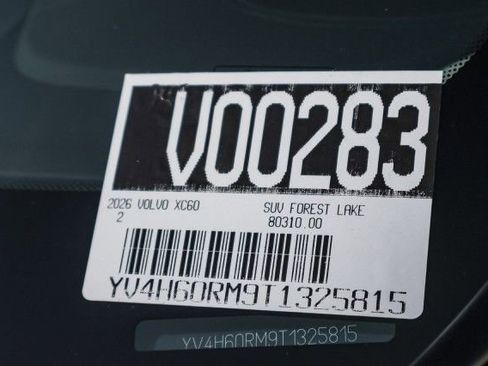 V00283
2026 VOLVO XC60 SUV FOREST LAKE
2 80310.00
YV4H60RM9T1325815
YV4H60RM9T1325815